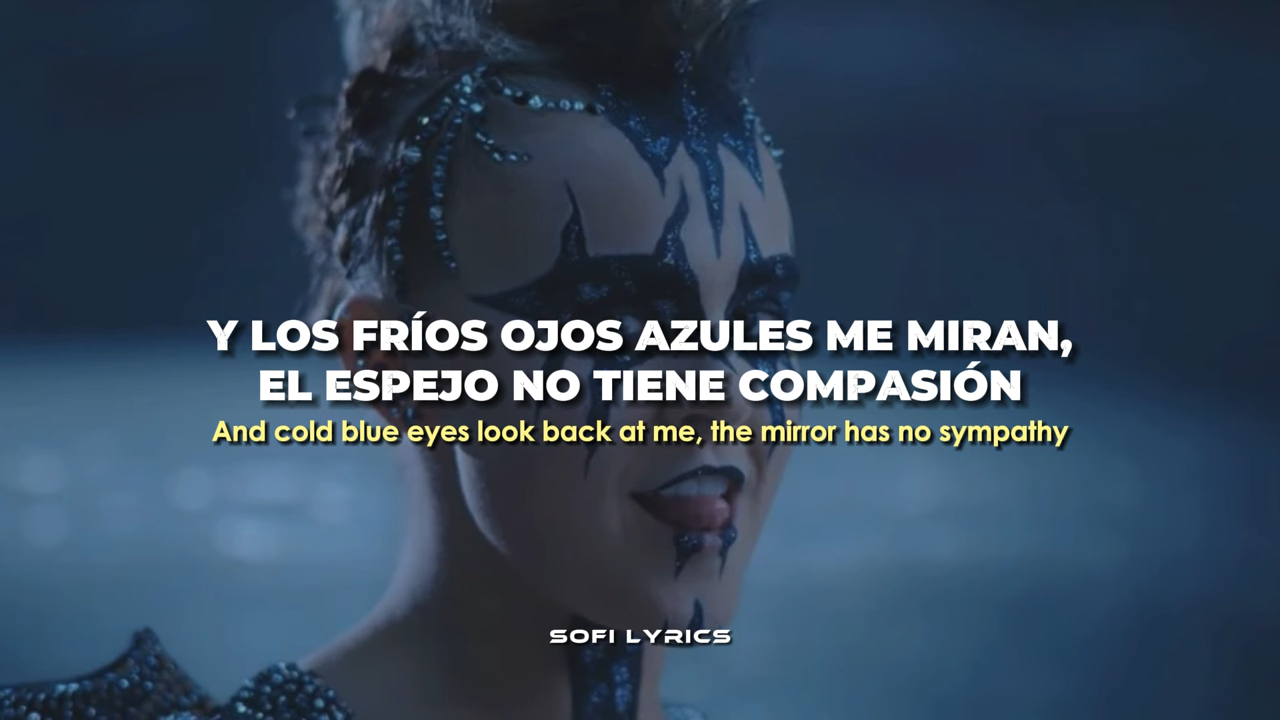 Y LOS FRÍOS OJOS AZULES ME MIRAN,
EL ESPEJO NO TIENE COMPASIÓN
And cold blue eyes look back at me, the mirror has no sympathy
SOFI LYRICS